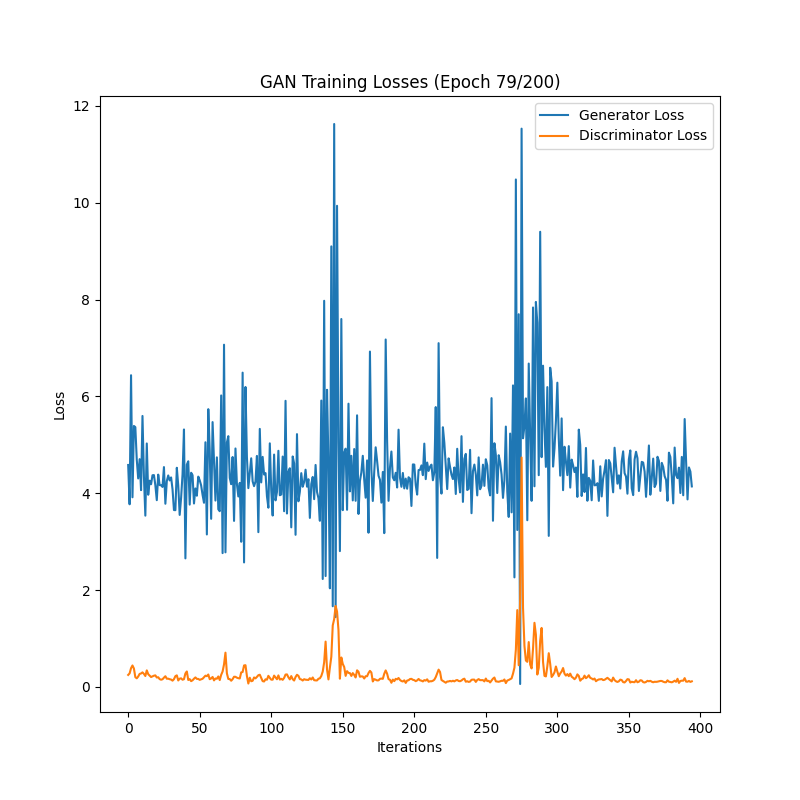 GAN Training Losses (Epoch 79/200)
Generator Loss
Discriminator Loss
12
10
8
6
4
2
0
Loss
0 50 100 150 200 250 300 350 400
Iterations